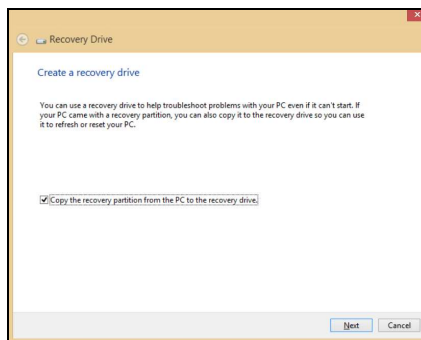 Recovery Drive
Create a recovery drive
You can use a recovery drive to help troubleshoot problems with your PC even if it can't start. If
your PC came with a recovery partition, you can also copy it to the recovery drive so you can use
it to refresh or reset your PC.
Copy the recovery partition from the PC to the recovery drive.
Next Cancel